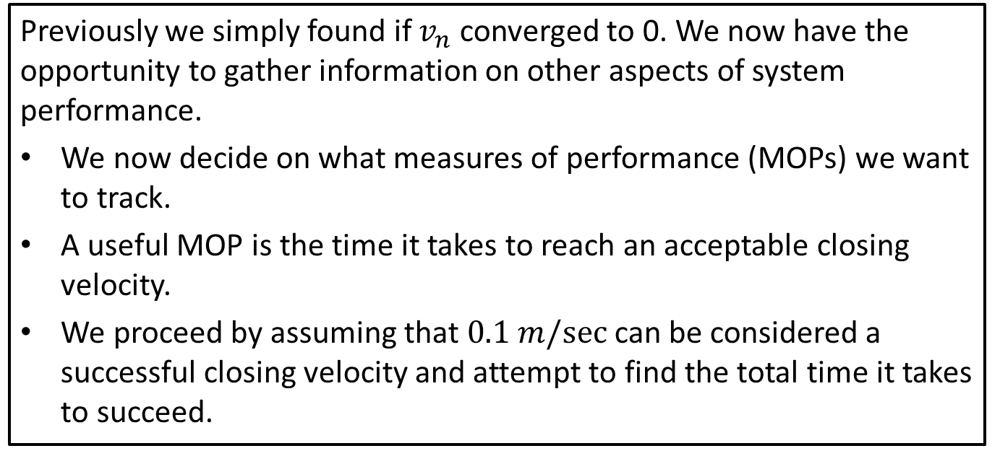 Previously we simply found if 𝑣ₙ converged to 0. We now have the
opportunity to gather information on other aspects of system
performance.
• We now decide on what measures of performance (MOPs) we want
to track.
• A useful MOP is the time it takes to reach an acceptable closing
velocity.
• We proceed by assuming that 0.1 𝑚/sec can be considered a
successful closing velocity and attempt to find the total time it takes
to succeed.